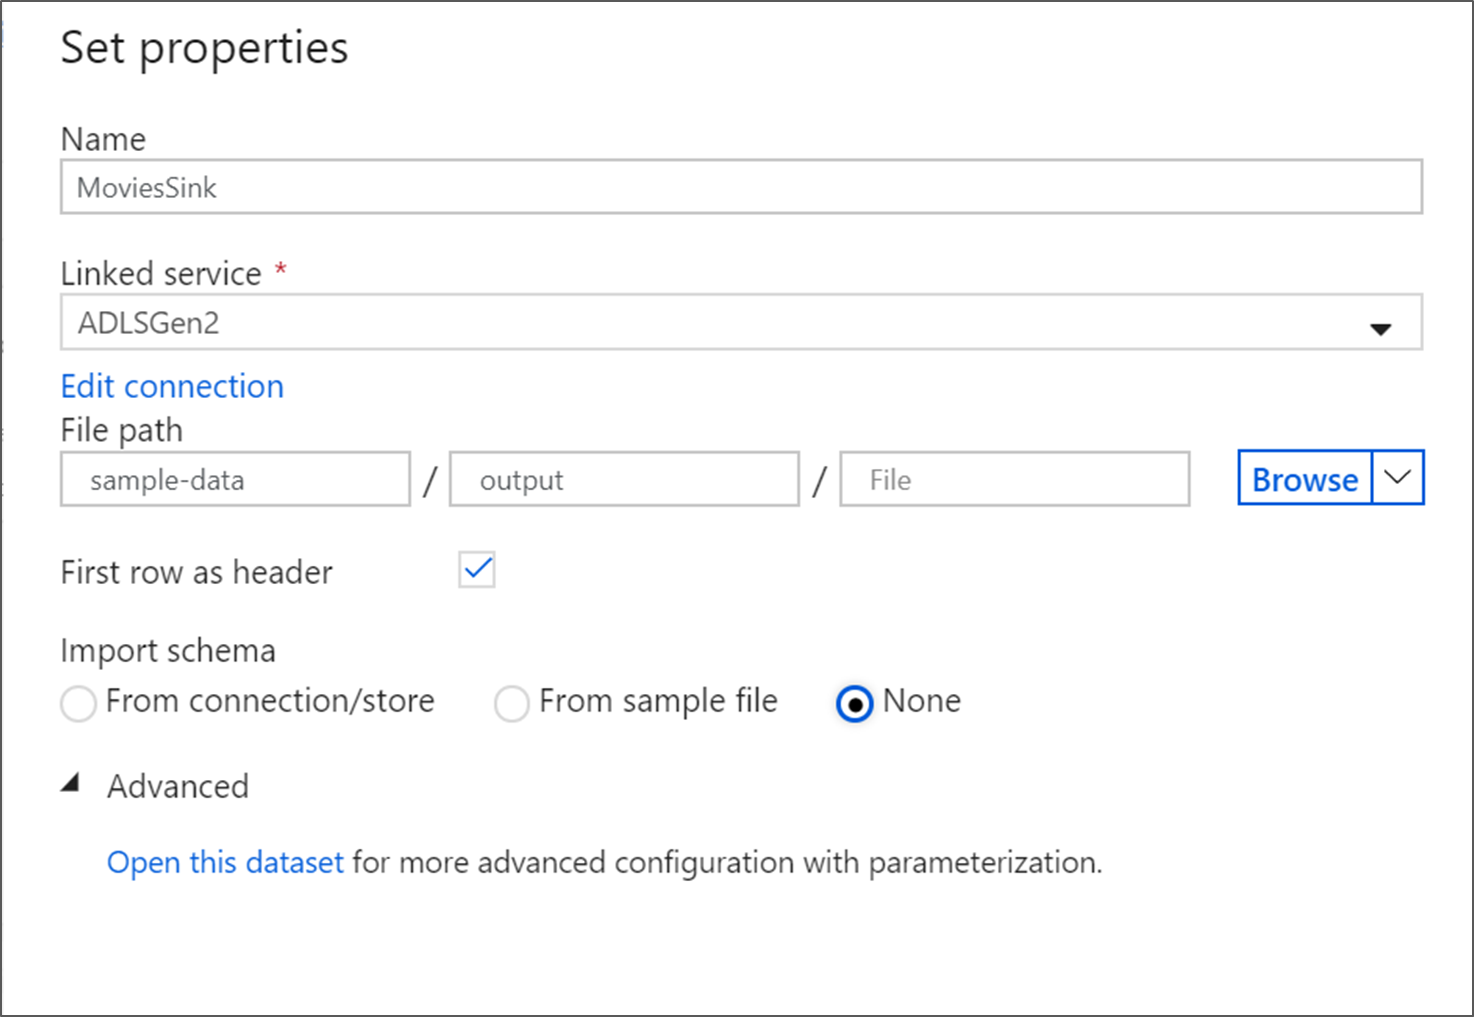 Set properties
Name
MoviesSink
Linked service *
ADLSGen2
Edit connection
File path
sample-data / output / File Browse
First row as header
Import schema
From connection/store From sample file None
Advanced
Open this dataset for more advanced configuration with parameterization.